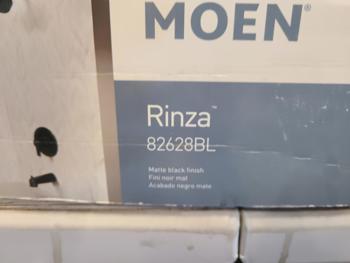 MOEN®
Rinza™
82628BL
Matte black finish
Fini noir mat
Acabado negro mate